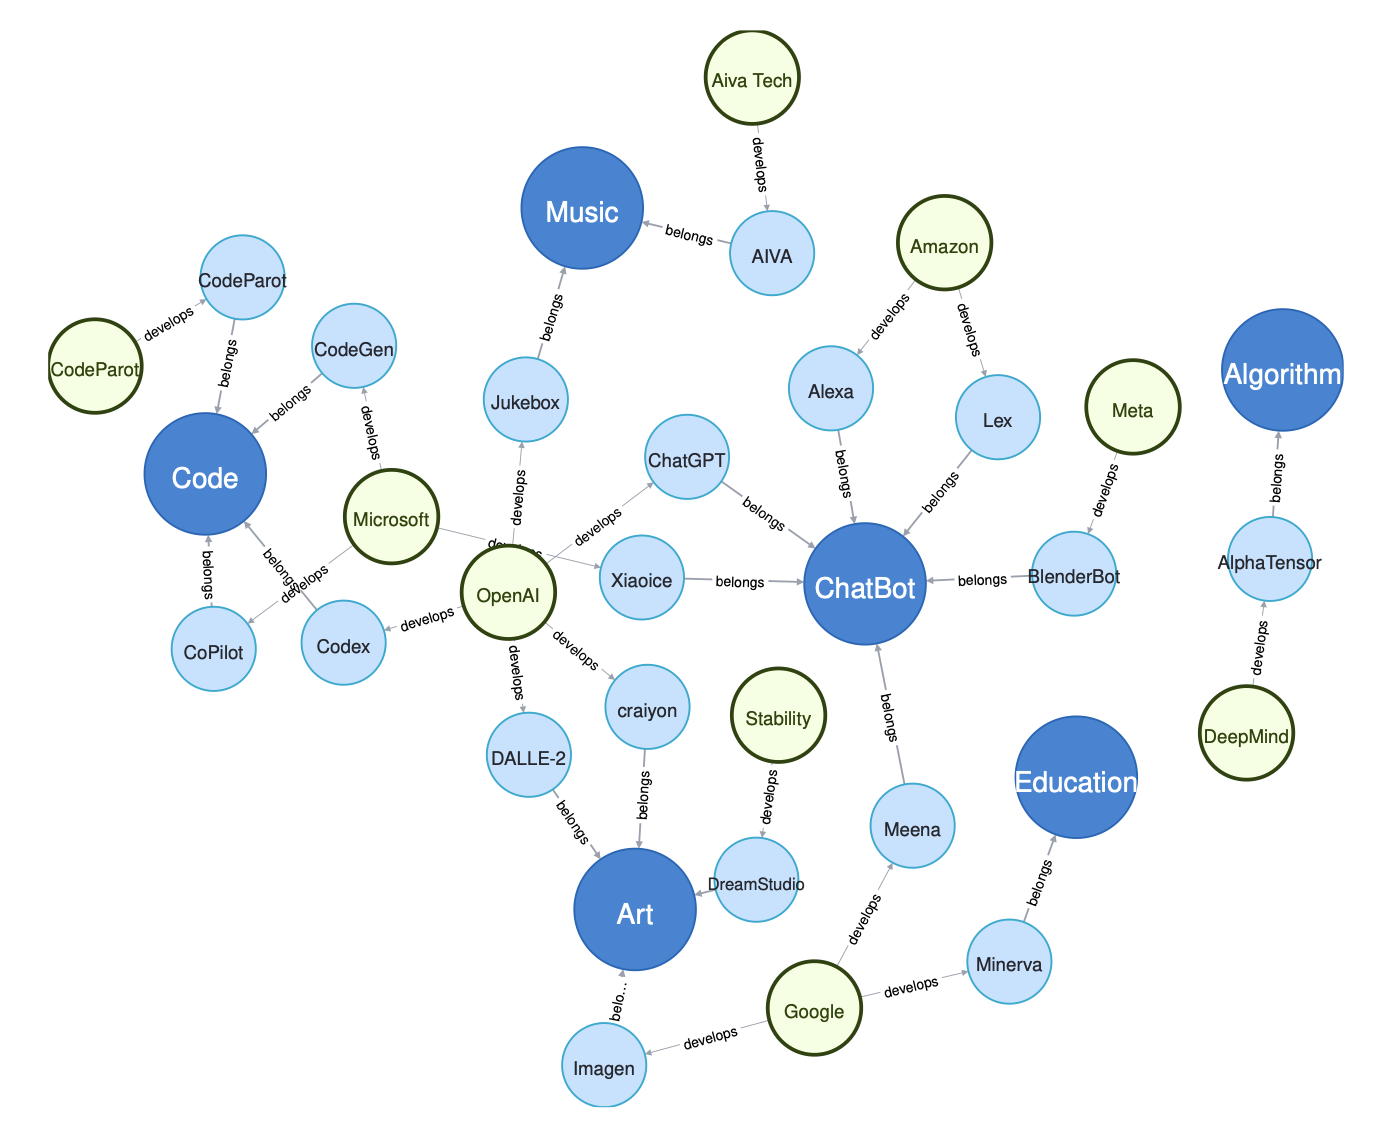 Aiva Tech
develops
Music
belongs
AIVA
Amazon
CodeParot
develops
develops
develops
belongs
CodeParot
CodeGen
belongs
belongs
develops
Jukebox
Alexa
Lex
Meta
Algorithm
Code
Microsoft
develops
ChatGPT
belongs
belongs
belongs
develops
belongs
belongs
develops
belongs
develops
OpenAI
Xiaoice
belongs
ChatBot
belongs
BlenderBot
AlphaTensor
develops
CoPilot
Codex
develops
develops
develops
develops
craiyon
Stability
belongs
DeepMind
DALLE-2
belongs
belongs
develops
Education
Meena
DreamStudio
Art
develops
belongs
Minerva
belo...
develops
Google
develops
Imagen